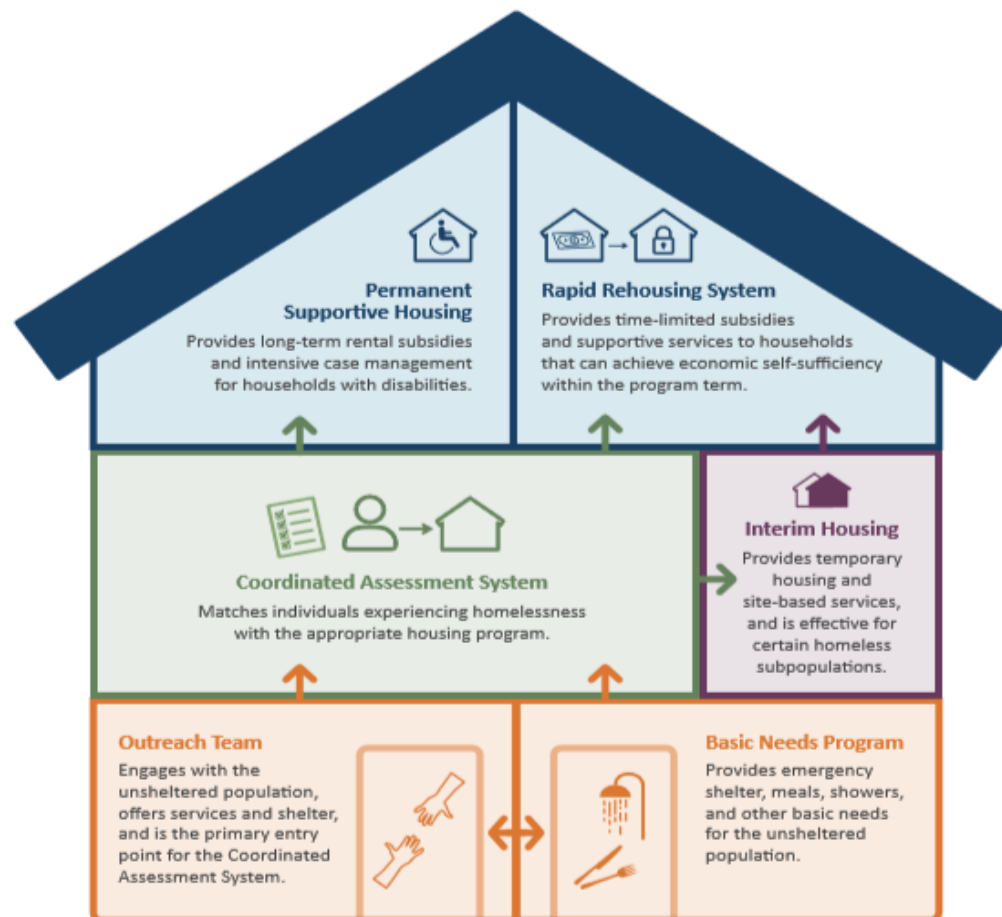 Permanent
Supportive Housing
Provides long-term rental subsidies
and intensive case management
for households with disabilities.
Rapid Rehousing System
Provides time-limited subsidies
and supportive services to households
that can achieve economic self-sufficiency
within the program term.
Coordinated Assessment System
Matches individuals experiencing homelessness
with the appropriate housing program.
Interim Housing
Provides temporary
housing and
site-based services,
and is effective for
certain homeless
subpopulations.
Outreach Team
Engages with the
unsheltered population,
offers services and shelter,
and is the primary entry
point for the Coordinated
Assessment System.
Basic Needs Program
Provides emergency
shelter, meals, showers,
and other basic needs
for the unsheltered
population.